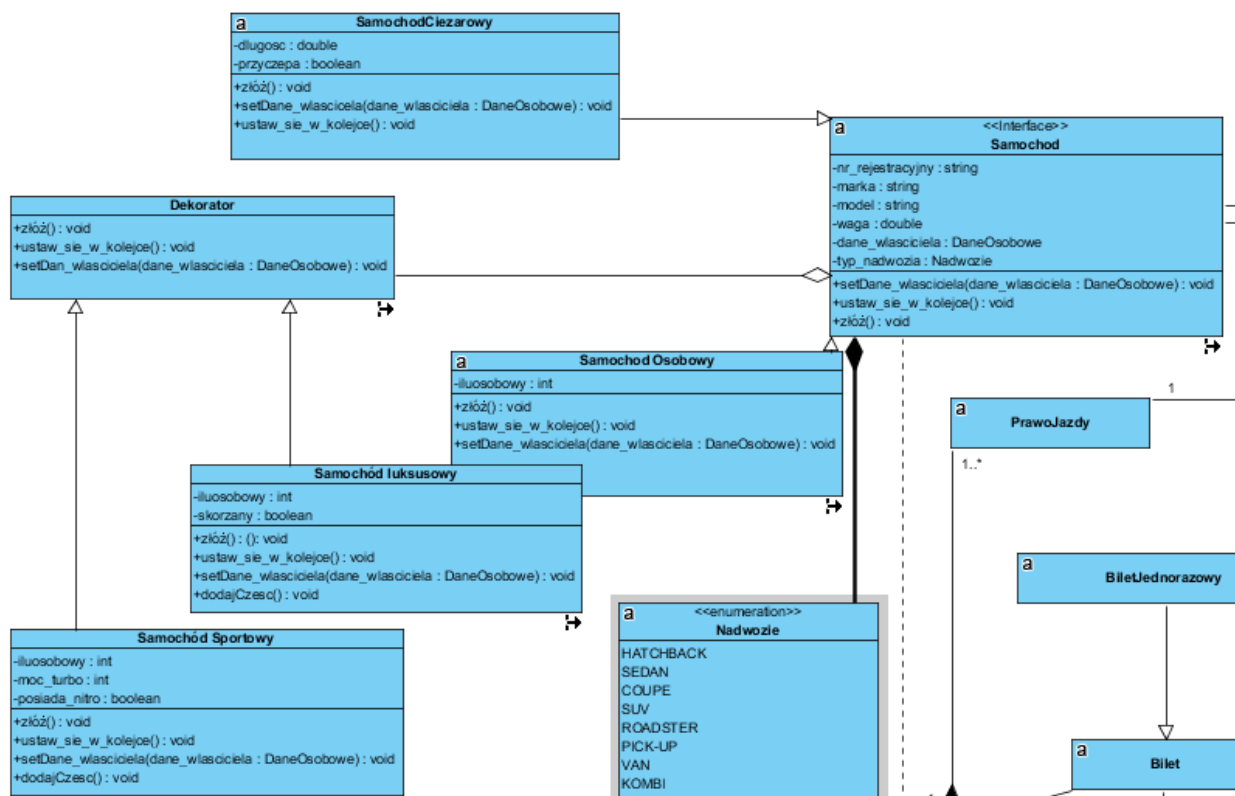 a
SamochodCiezarowy
-dlugosc : double
-przyczepa : boolean
+złóż() : void
+setDane_wlascicela(dane_wlasciciela : DaneOsobowe) : void
+ustaw_sie_w_kolejce() : void
a
<<Interface>>
Samochod
-nr_rejestracyjny : string
-marka : string
-model : string
-waga : double
-dane_wlasciciela : DaneOsobowe
-typ_nadwozia : Nadwozie
+setDane_wlasciciela(dane_wlasciciela : DaneOsobowe) : void
+ustaw_sie_w_kolejce() : void
+złóż() : void
Dekorator
+złóż() : void
+ustaw_sie_w_kolejce() : void
+setDan_wlasciciela(dane_wlasciciela : DaneOsobowe) : void
a
Samochod Osobowy
-iluosobowy : int
+złóż() : void
+ustaw_sie_w_kolejce() : void
+setDane_wlasciciela(dane_wlasciciela : DaneOsobowe) : void
a
PrawoJazdy
1
1..*
Samochód luksusowy
-iluosobowy : int
-skorzany : boolean
+złóż() : (): void
+ustaw_sie_w_kolejce() : void
+setDane_wlasciciela(dane_wlasciciela : DaneOsobowe) : void
+dodajCzesc() : void
a
BiletJednorazowy
Samochód Sportowy
-iluosobowy : int
-moc_turbo : int
-posiada_nitro : boolean
+złóż() : void
+ustaw_sie_w_kolejce() : void
+setDane_wlasciciela(dane_wlasciciela : DaneOsobowe) : void
+dodajCzesc() : void
a
<<enumeration>>
Nadwozie
HATCHBACK
SEDAN
COUPE
SUV
ROADSTER
PICK-UP
VAN
KOMBI
a
Bilet